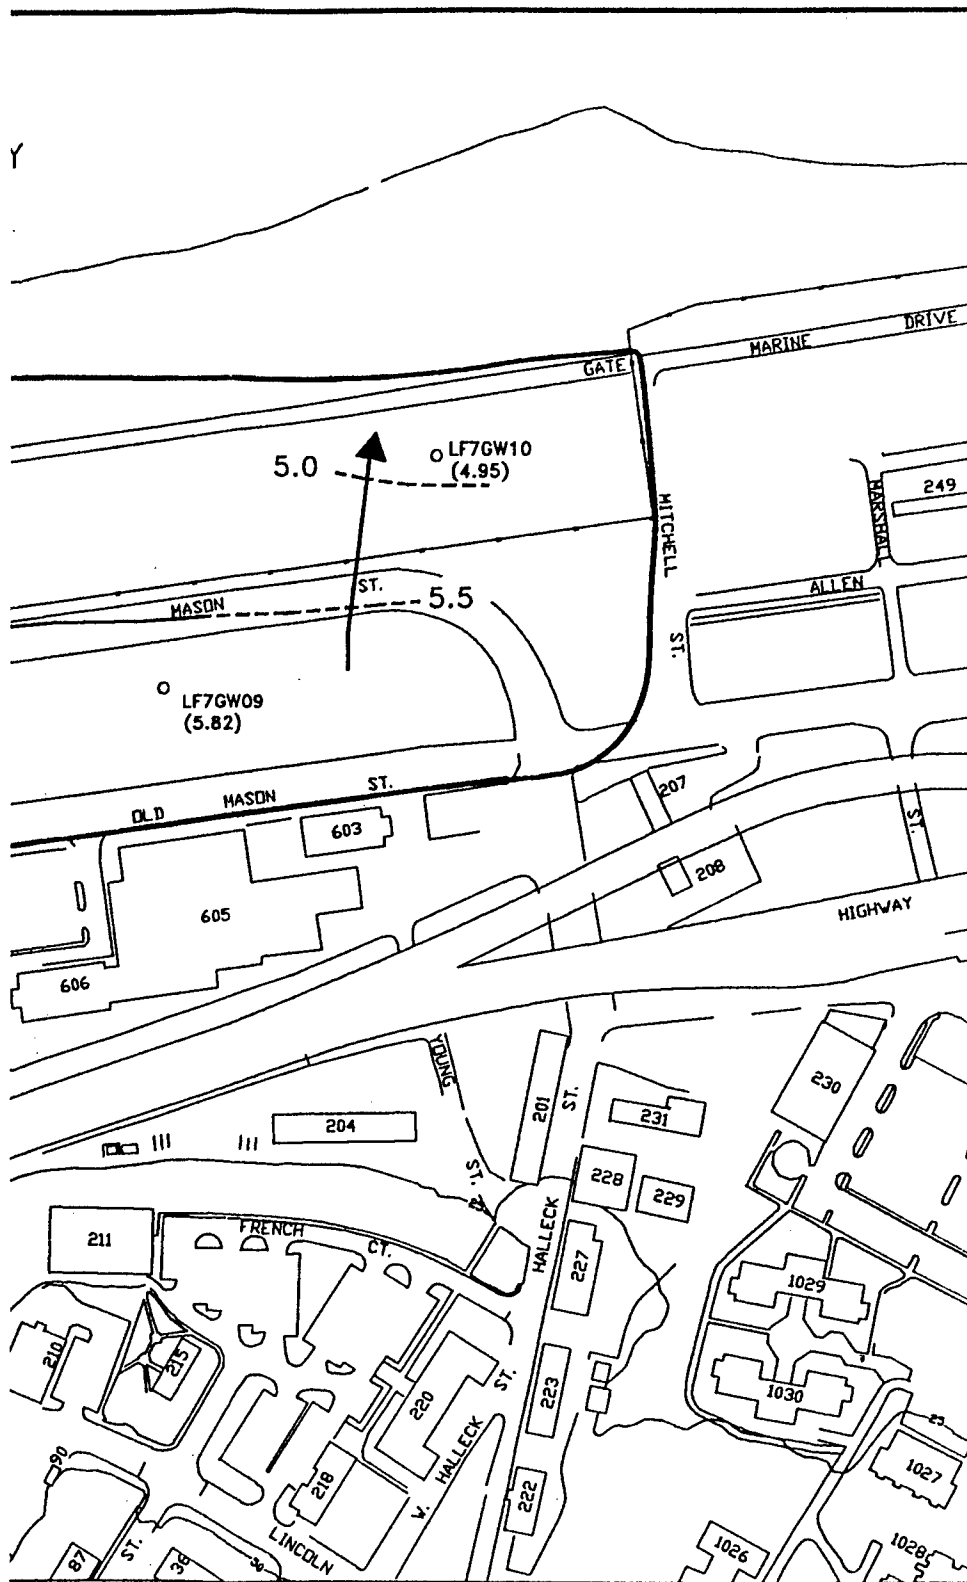 Y
DRIVE
MARINE
GATE
LF7GW10
(4.95)
5.0
249
MARSHALL
MITCHELL
ALLEN
ST.
MASON
5.5
ST.
LF7GW09
(5.82)
OLD MASON ST.
207
603
ST.
208
605
HIGHWAY
606
YOUNG
230
201
ST.
231
204
ST.
228
229
HALLECK
211
FRENCH CT.
227
1029
210
215
223
ST.
1030
220
HALLECK
W.
90
218
222
1027
LINCOLN
ST.
87
36
50
1026
1028